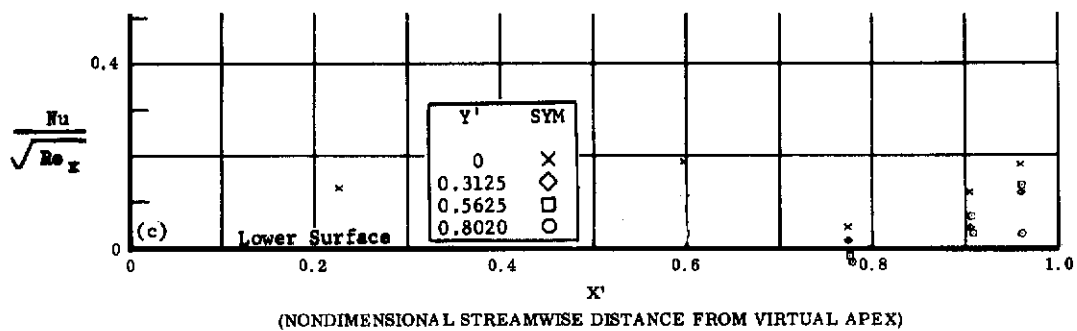 0.4
Nu
√Re_x
0
Y' SYM
0 ×
0.3125 ◇
0.5625 □
0.8020 ○
(c) Lower Surface
0 0.2 0.4 0.6 0.8 1.0
X'
(NONDIMENSIONAL STREAMWISE DISTANCE FROM VIRTUAL APEX)